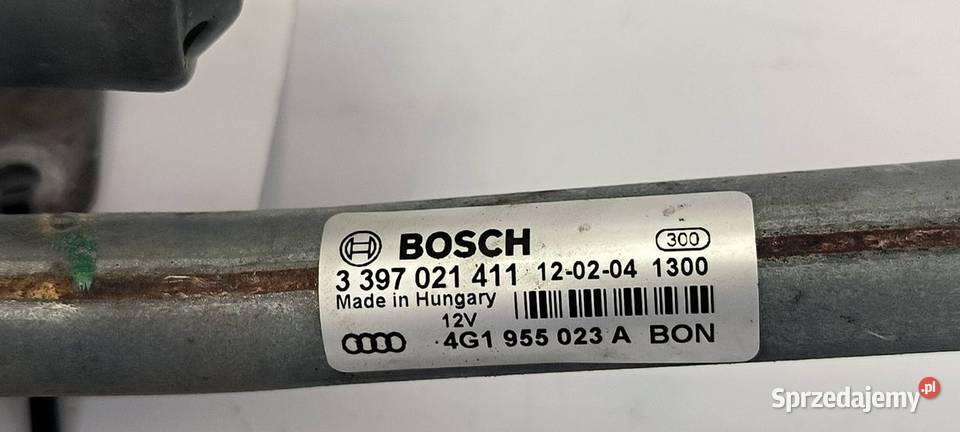 BOSCH 300
3 397 021 411 12-02-04 1300
Made in Hungary
12V
4G1 955 023 A BON
Sprzedajemy.pl